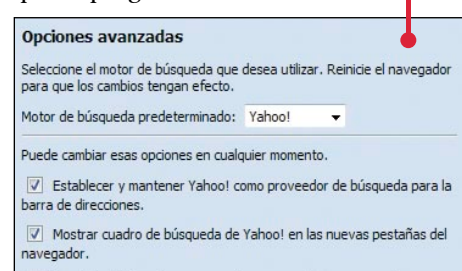 Opciones avanzadas
Seleccione el motor de búsqueda que desea utilizar. Reinicie el navegador
para que los cambios tengan efecto.
Motor de búsqueda predeterminado: Yahoo!
Puede cambiar esas opciones en cualquier momento.
Establecer y mantener Yahoo! como proveedor de búsqueda para la
barra de direcciones.
Mostrar cuadro de búsqueda de Yahoo! en las nuevas pestañas del
navegador.